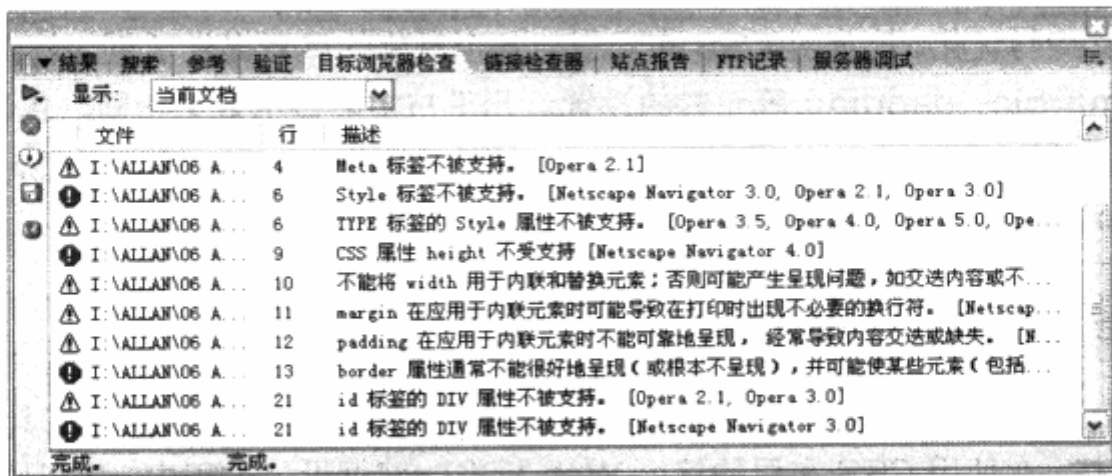 ▼ 结果 搜索 参考 验证 目标浏览器检查 链接检查器 站点报告 FTP记录 服务器调试
显示: 当前文档
文件 行 描述
I:\ALLAN\06 A... 4 Meta 标签不被支持。 [Opera 2.1]
I:\ALLAN\06 A... 6 Style 标签不被支持。 [Netscape Navigator 3.0, Opera 2.1, Opera 3.0]
I:\ALLAN\06 A... 6 TYPE 标签的 Style 属性不被支持。 [Opera 3.5, Opera 4.0, Opera 5.0, Ope...
I:\ALLAN\06 A... 9 CSS 属性 height 不受支持 [Netscape Navigator 4.0]
I:\ALLAN\06 A... 10 不能将 width 用于内联和替换元素；否则可能产生呈现问题，如交迭内容或不...
I:\ALLAN\06 A... 11 margin 在应用于内联元素时可能导致在打印时出现不必要的换行符。 [Netscap...
I:\ALLAN\06 A... 12 padding 在应用于内联元素时不能可靠地呈现， 经常导致内容交迭或缺失。 [N...
I:\ALLAN\06 A... 13 border 属性通常不能很好地呈现（或根本不呈现），并可能使某些元素（包括...
I:\ALLAN\06 A... 21 id 标签的 DIV 属性不被支持。 [Opera 2.1, Opera 3.0]
I:\ALLAN\06 A... 21 id 标签的 DIV 属性不被支持。 [Netscape Navigator 3.0]
完成。 完成。